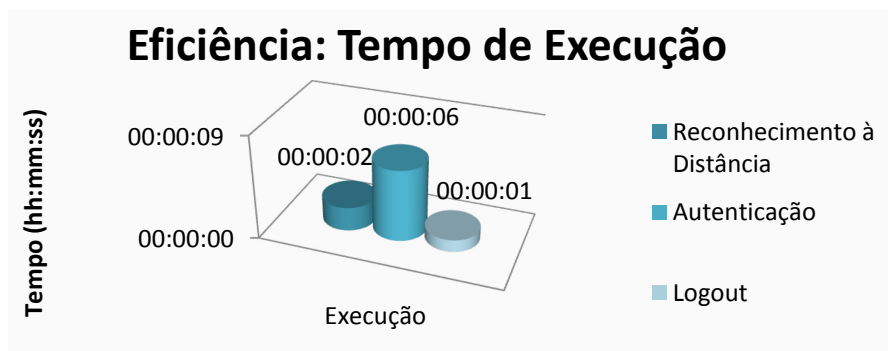 Eficiência: Tempo de Execução
Tempo (hh:mm:ss)
00:00:09
00:00:00
00:00:02
00:00:06
00:00:01
Execução
Reconhecimento à
Distância
Autenticação
Logout